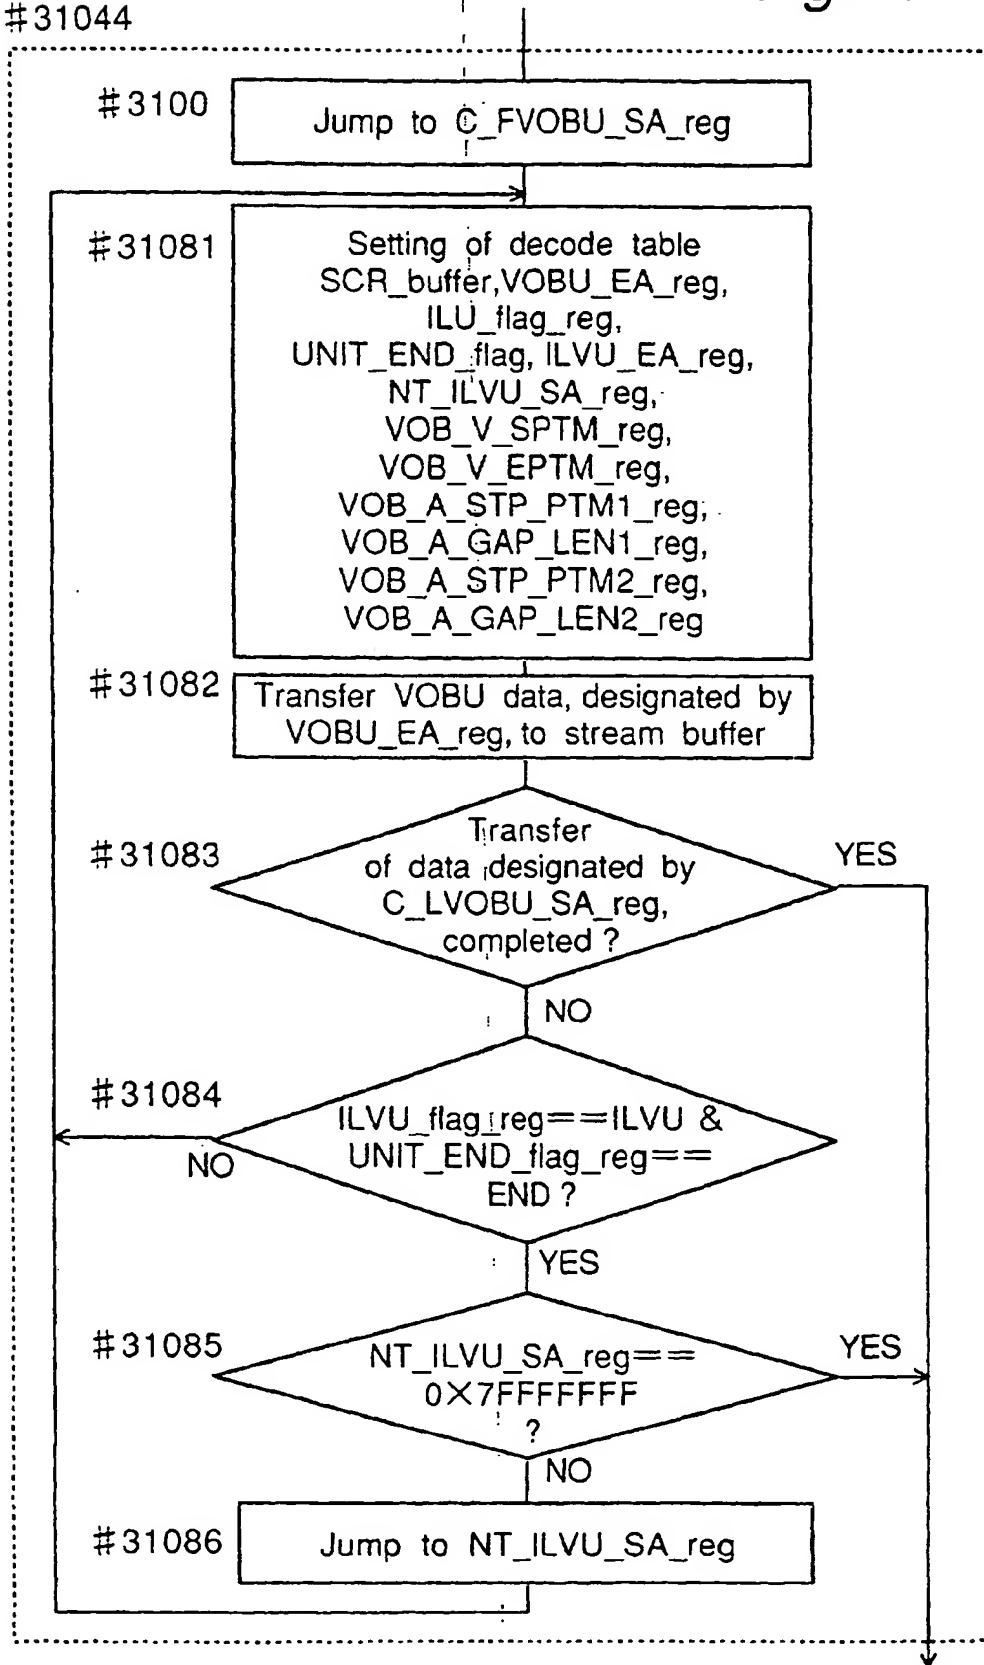 #31044
#3100
Jump to C_FVOBU_SA_reg
#31081
Setting of decode table
SCR_buffer,VOBU_EA_reg,
ILU_flag_reg,
UNIT_END_flag, ILVU_EA_reg,
NT_ILVU_SA_reg,
VOB_V_SPTM_reg,
VOB_V_EPTM_reg,
VOB_A_STP_PTM1_reg,
VOB_A_GAP_LEN1_reg,
VOB_A_STP_PTM2_reg,
VOB_A_GAP_LEN2_reg
#31082
Transfer VOBU data, designated by
VOBU_EA_reg, to stream buffer
#31083
Transfer
of data designated by
C_LVOBU_SA_reg,
completed ?
YES
NO
#31084
ILVU_flag_reg==ILVU &
UNIT_END_flag_reg==
END ?
NO
YES
#31085
NT_ILVU_SA_reg==
0X7FFFFFFF
?
YES
NO
#31086
Jump to NT_ILVU_SA_reg